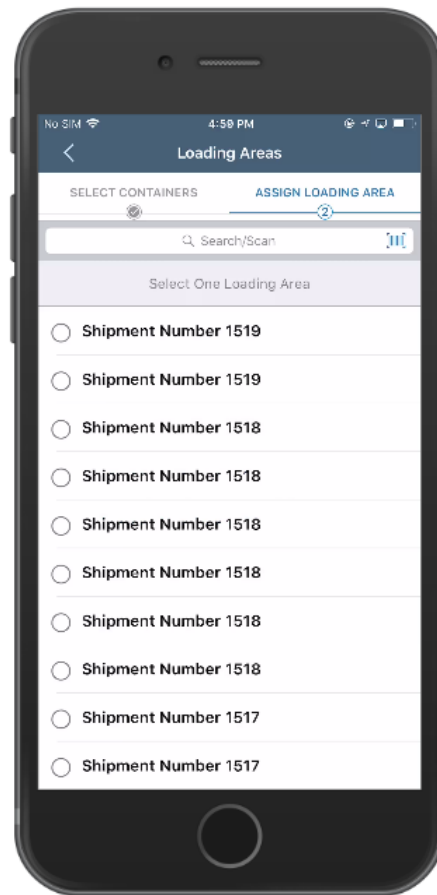 No SIM 4:59 PM
Loading Areas
SELECT CONTAINERS ASSIGN LOADING AREA
2
Search/Scan
Select One Loading Area
Shipment Number 1519
Shipment Number 1519
Shipment Number 1518
Shipment Number 1518
Shipment Number 1518
Shipment Number 1518
Shipment Number 1518
Shipment Number 1518
Shipment Number 1517
Shipment Number 1517